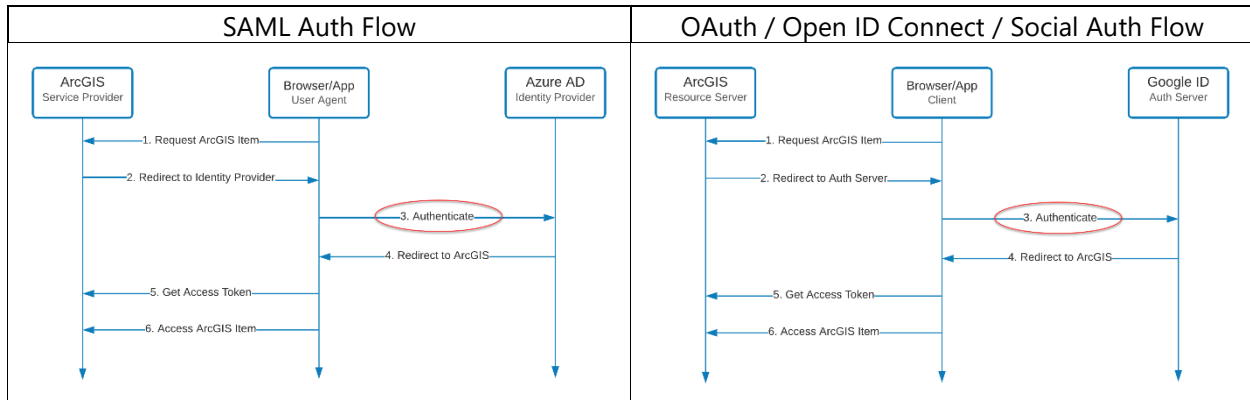 SAML Auth Flow
ArcGIS
Service Provider
Browser/App
User Agent
Azure AD
Identity Provider
1. Request ArcGIS Item
2. Redirect to Identity Provider
3. Authenticate
4. Redirect to ArcGIS
5. Get Access Token
6. Access ArcGIS Item
OAuth / Open ID Connect / Social Auth Flow
ArcGIS
Resource Server
Browser/App
Client
Google ID
Auth Server
1. Request ArcGIS Item
2. Redirect to Auth Server
3. Authenticate
4. Redirect to ArcGIS
5. Get Access Token
6. Access ArcGIS Item